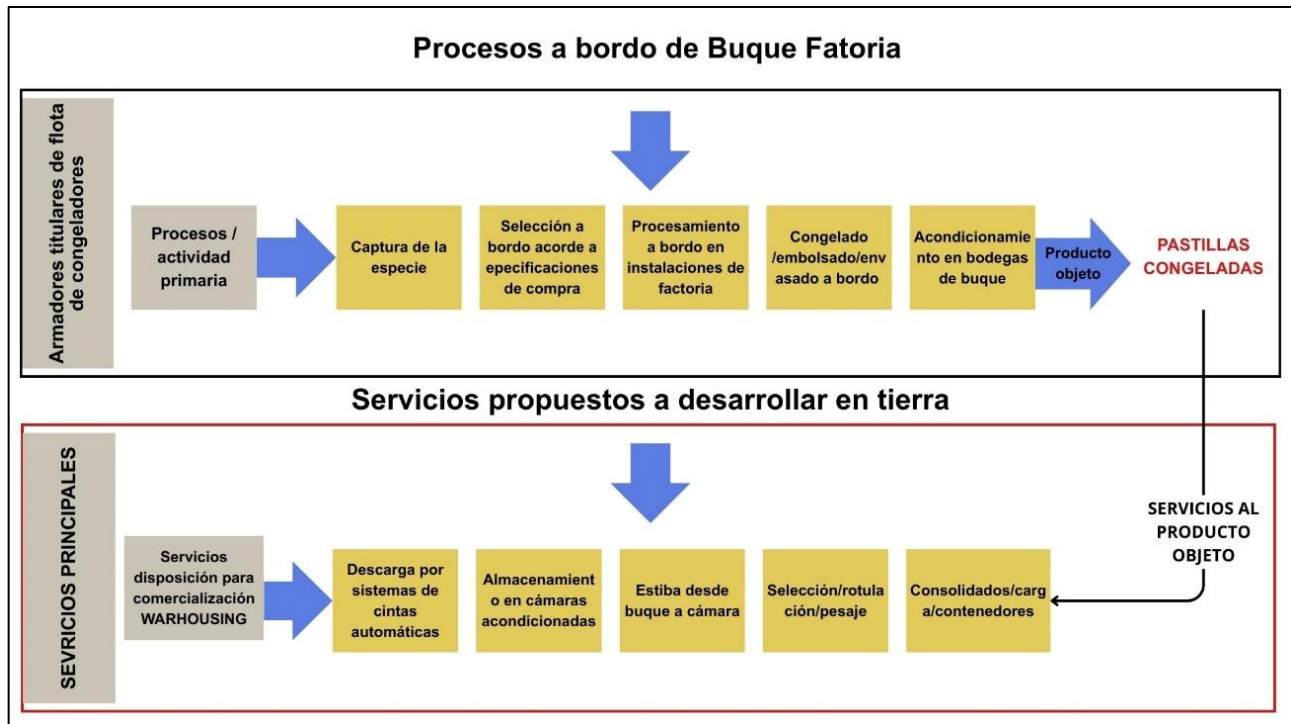 Procesos a bordo de Buque Fatoria
Armadores titulares de flota
de congeladores
Procesos /
actividad
primaria
Captura de la
especie
Selección a
bordo acorde a
epecificaciones
de compra
Procesamiento
a bordo en
instalaciones de
factoria
Congelado
/embolsado/env
asado a bordo
Acondicionamie
nto en bodegas
de buque
Producto
objeto
PASTILLAS
CONGELADAS
Servicios propuestos a desarrollar en tierra
SEVRICIOS PRINCIPALES
Servicios
disposición para
comercialización
WARHOUSING
Descarga por
sistemas de
cintas
automáticas
Almacenamient
o en cámaras
acondicionadas
Estiba desde
buque a cámara
Selección/rotula
ción/pesaje
Consolidados/carg
a/contenedores
SERVICIOS AL
PRODUCTO
OBJETO